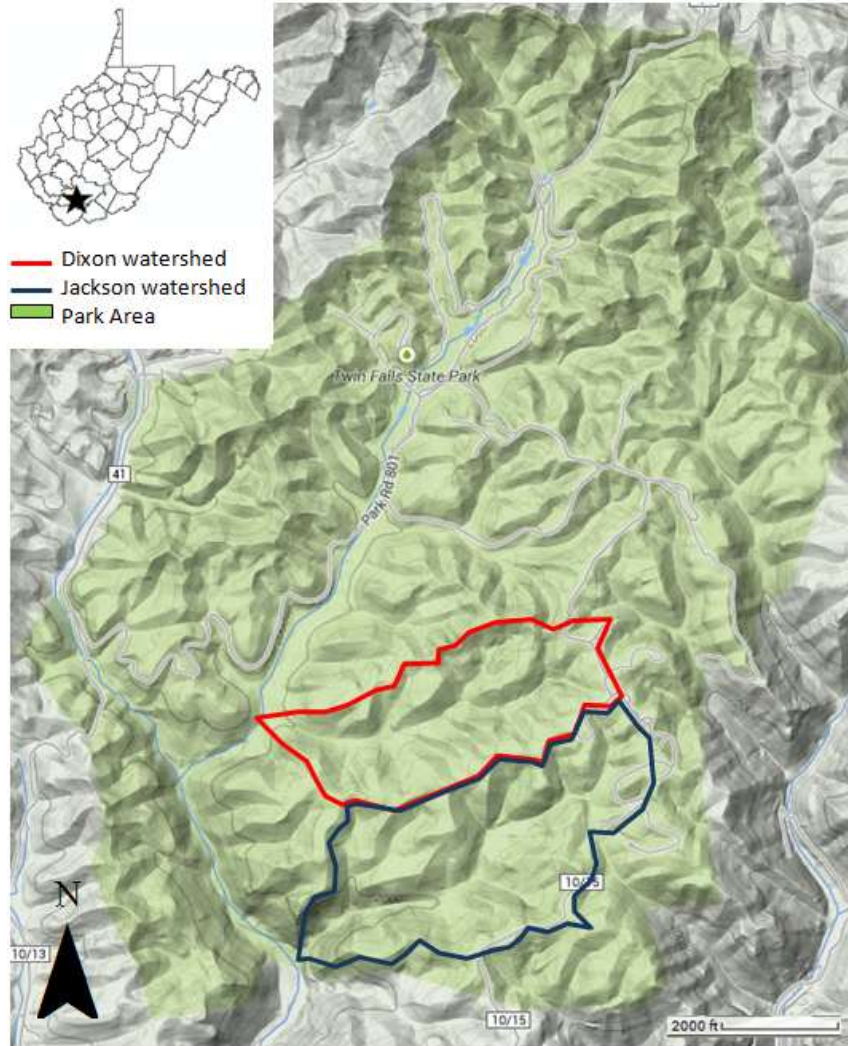 Dixon watershed
Jackson watershed
Park Area
Twin Falls State Park
41
Park Rd 801
10/15
N
10/13
10/15
2000 ft